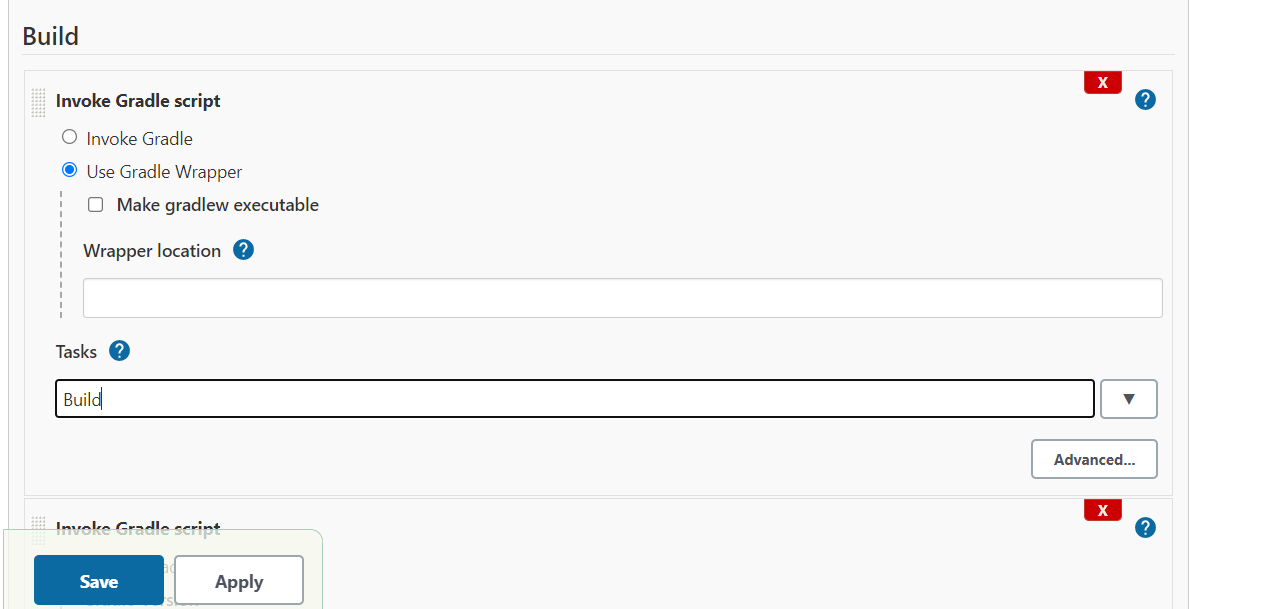 Build
X
Invoke Gradle script
?
Invoke Gradle
Use Gradle Wrapper
Make gradlew executable
Wrapper location ?
Tasks ?
Build
▼
Advanced...
X
Invoke Gradle script
?
Save
Apply